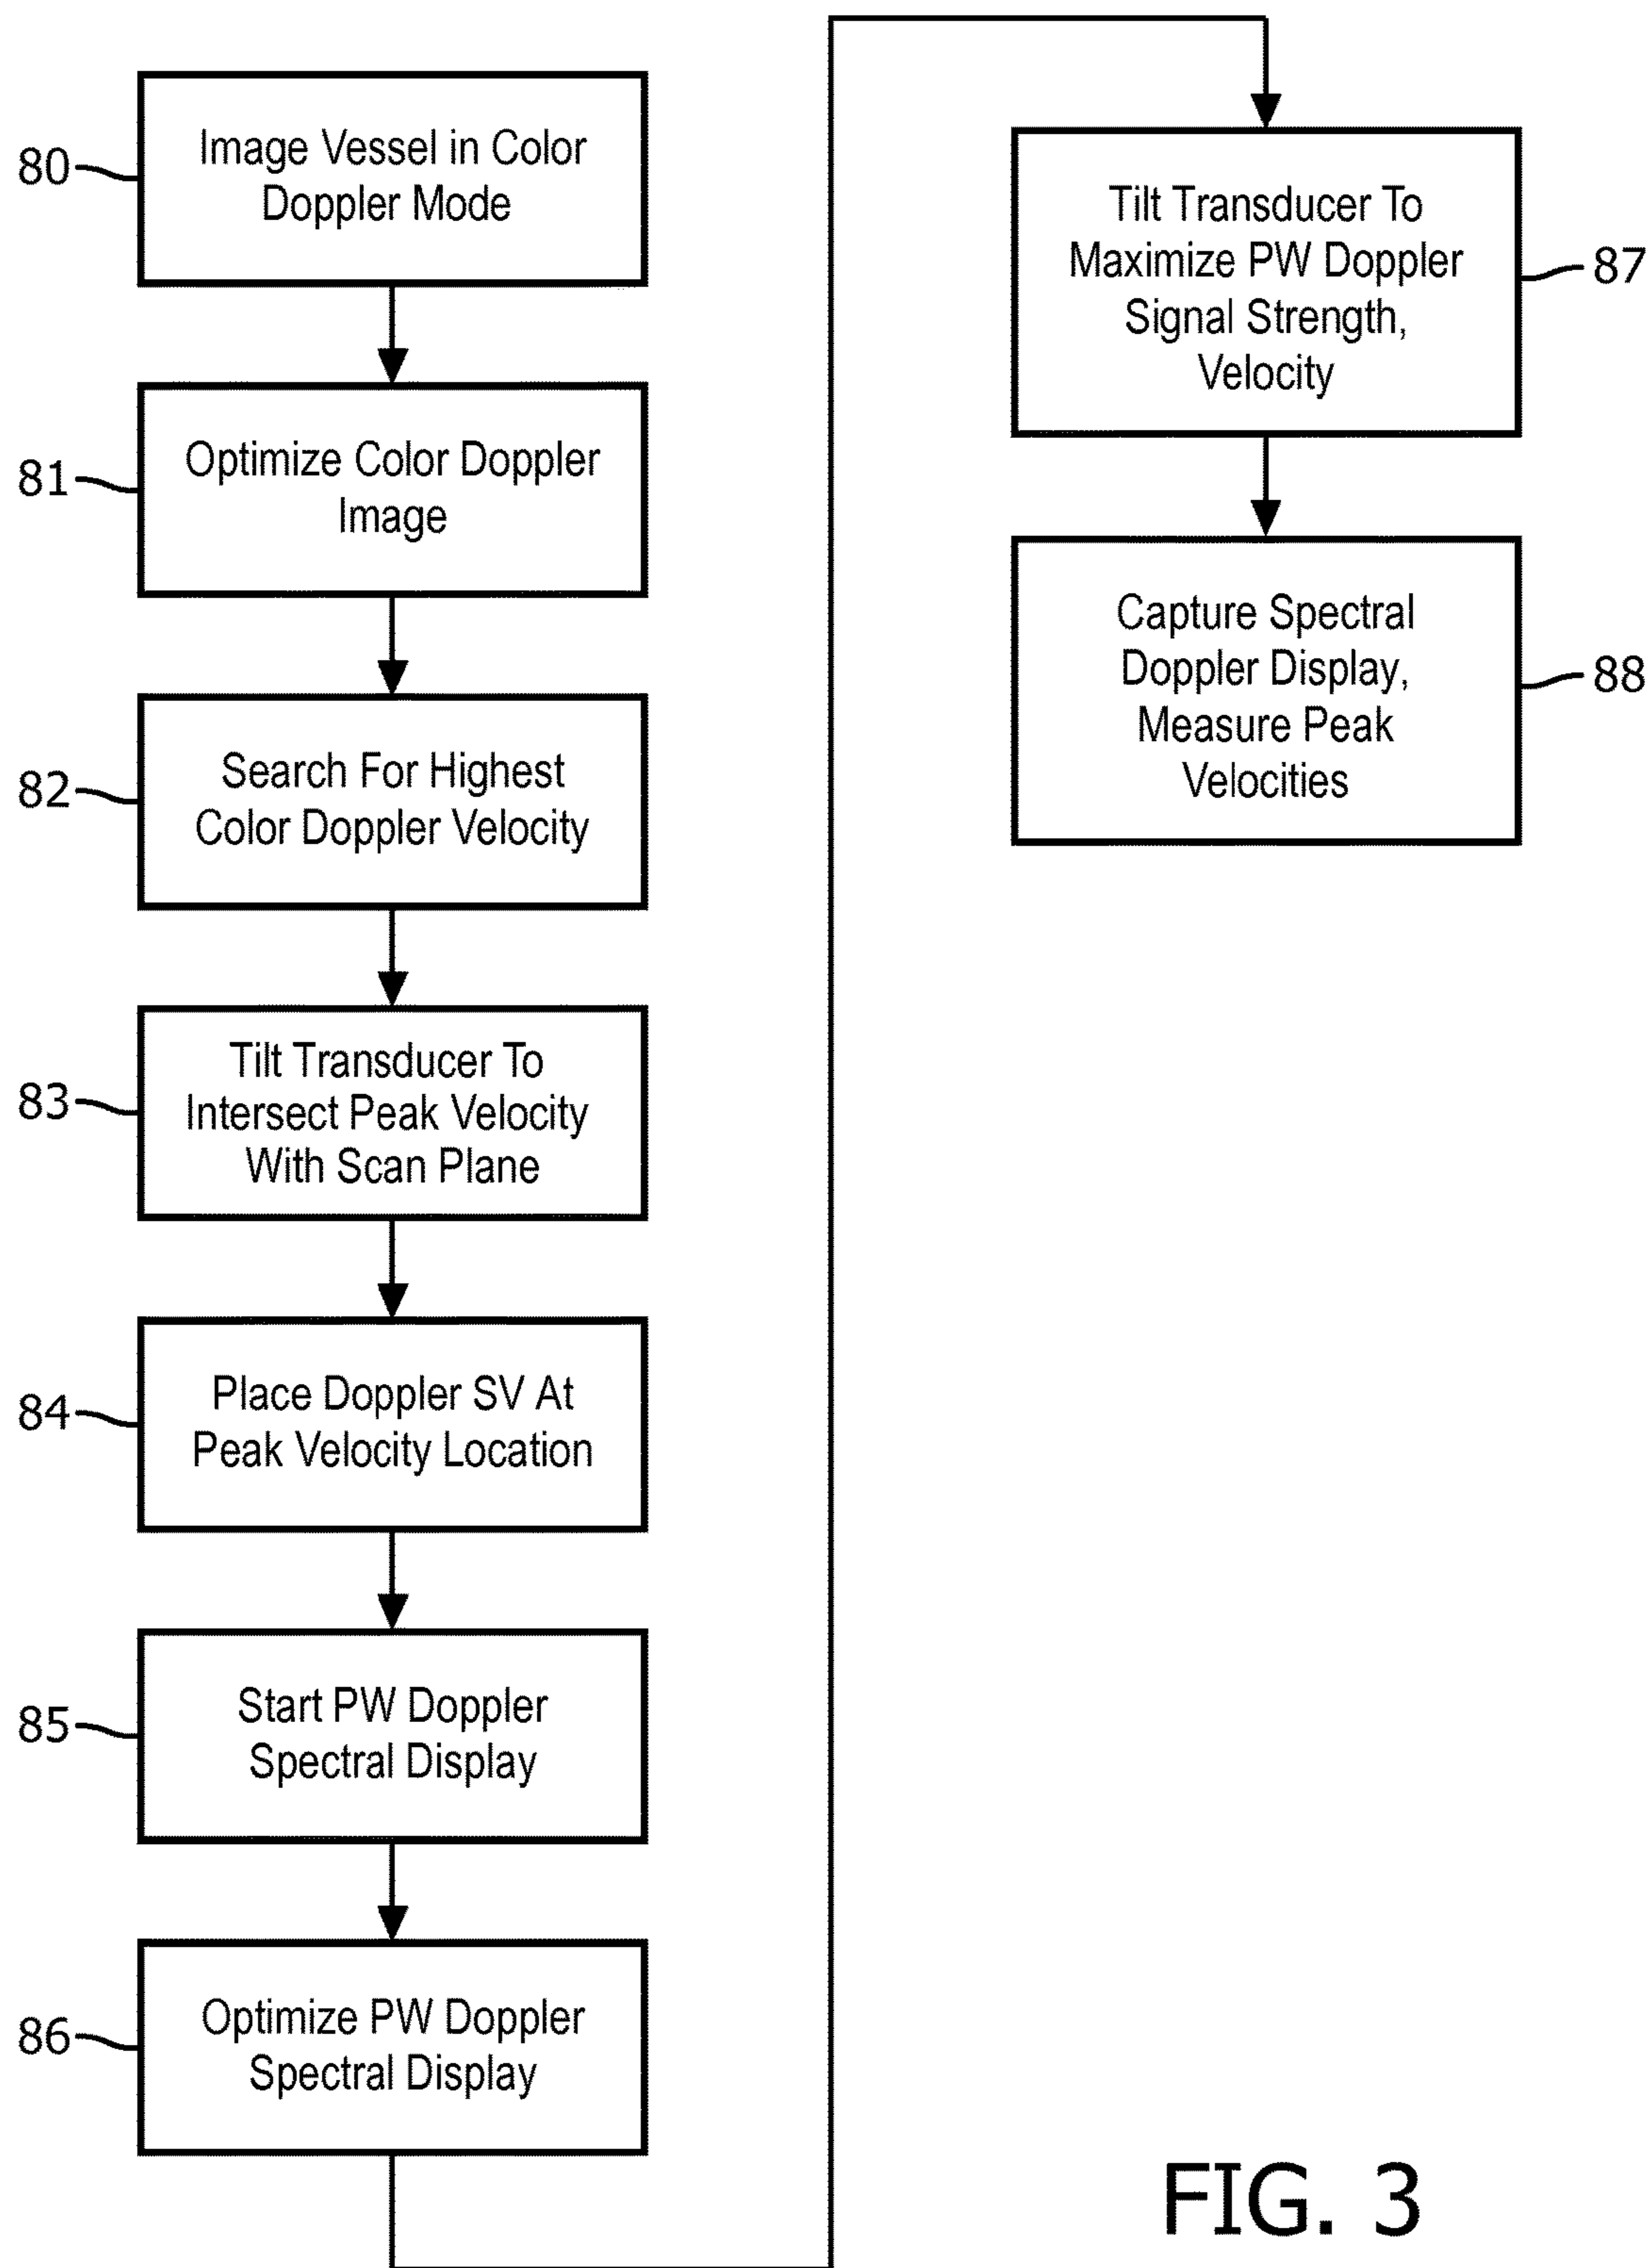 80
Image Vessel in Color
Doppler Mode
81
Optimize Color Doppler
Image
82
Search For Highest
Color Doppler Velocity
83
Tilt Transducer To
Intersect Peak Velocity
With Scan Plane
84
Place Doppler SV At
Peak Velocity Location
85
Start PW Doppler
Spectral Display
86
Optimize PW Doppler
Spectral Display
Tilt Transducer To
Maximize PW Doppler
Signal Strength,
Velocity
87
Capture Spectral
Doppler Display,
Measure Peak
Velocities
88
FIG. 3